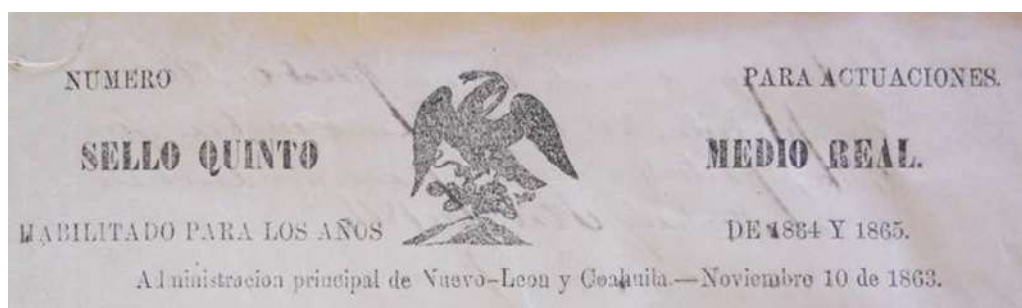 NUMERO PARA ACTUACIONES.
SELLO QUINTO MEDIO REAL.
HABILITADO PARA LOS AÑOS DE 1864 Y 1865.
Administracion principal de Nuevo-Leon y Coahuila.—Noviembre 10 de 1863.